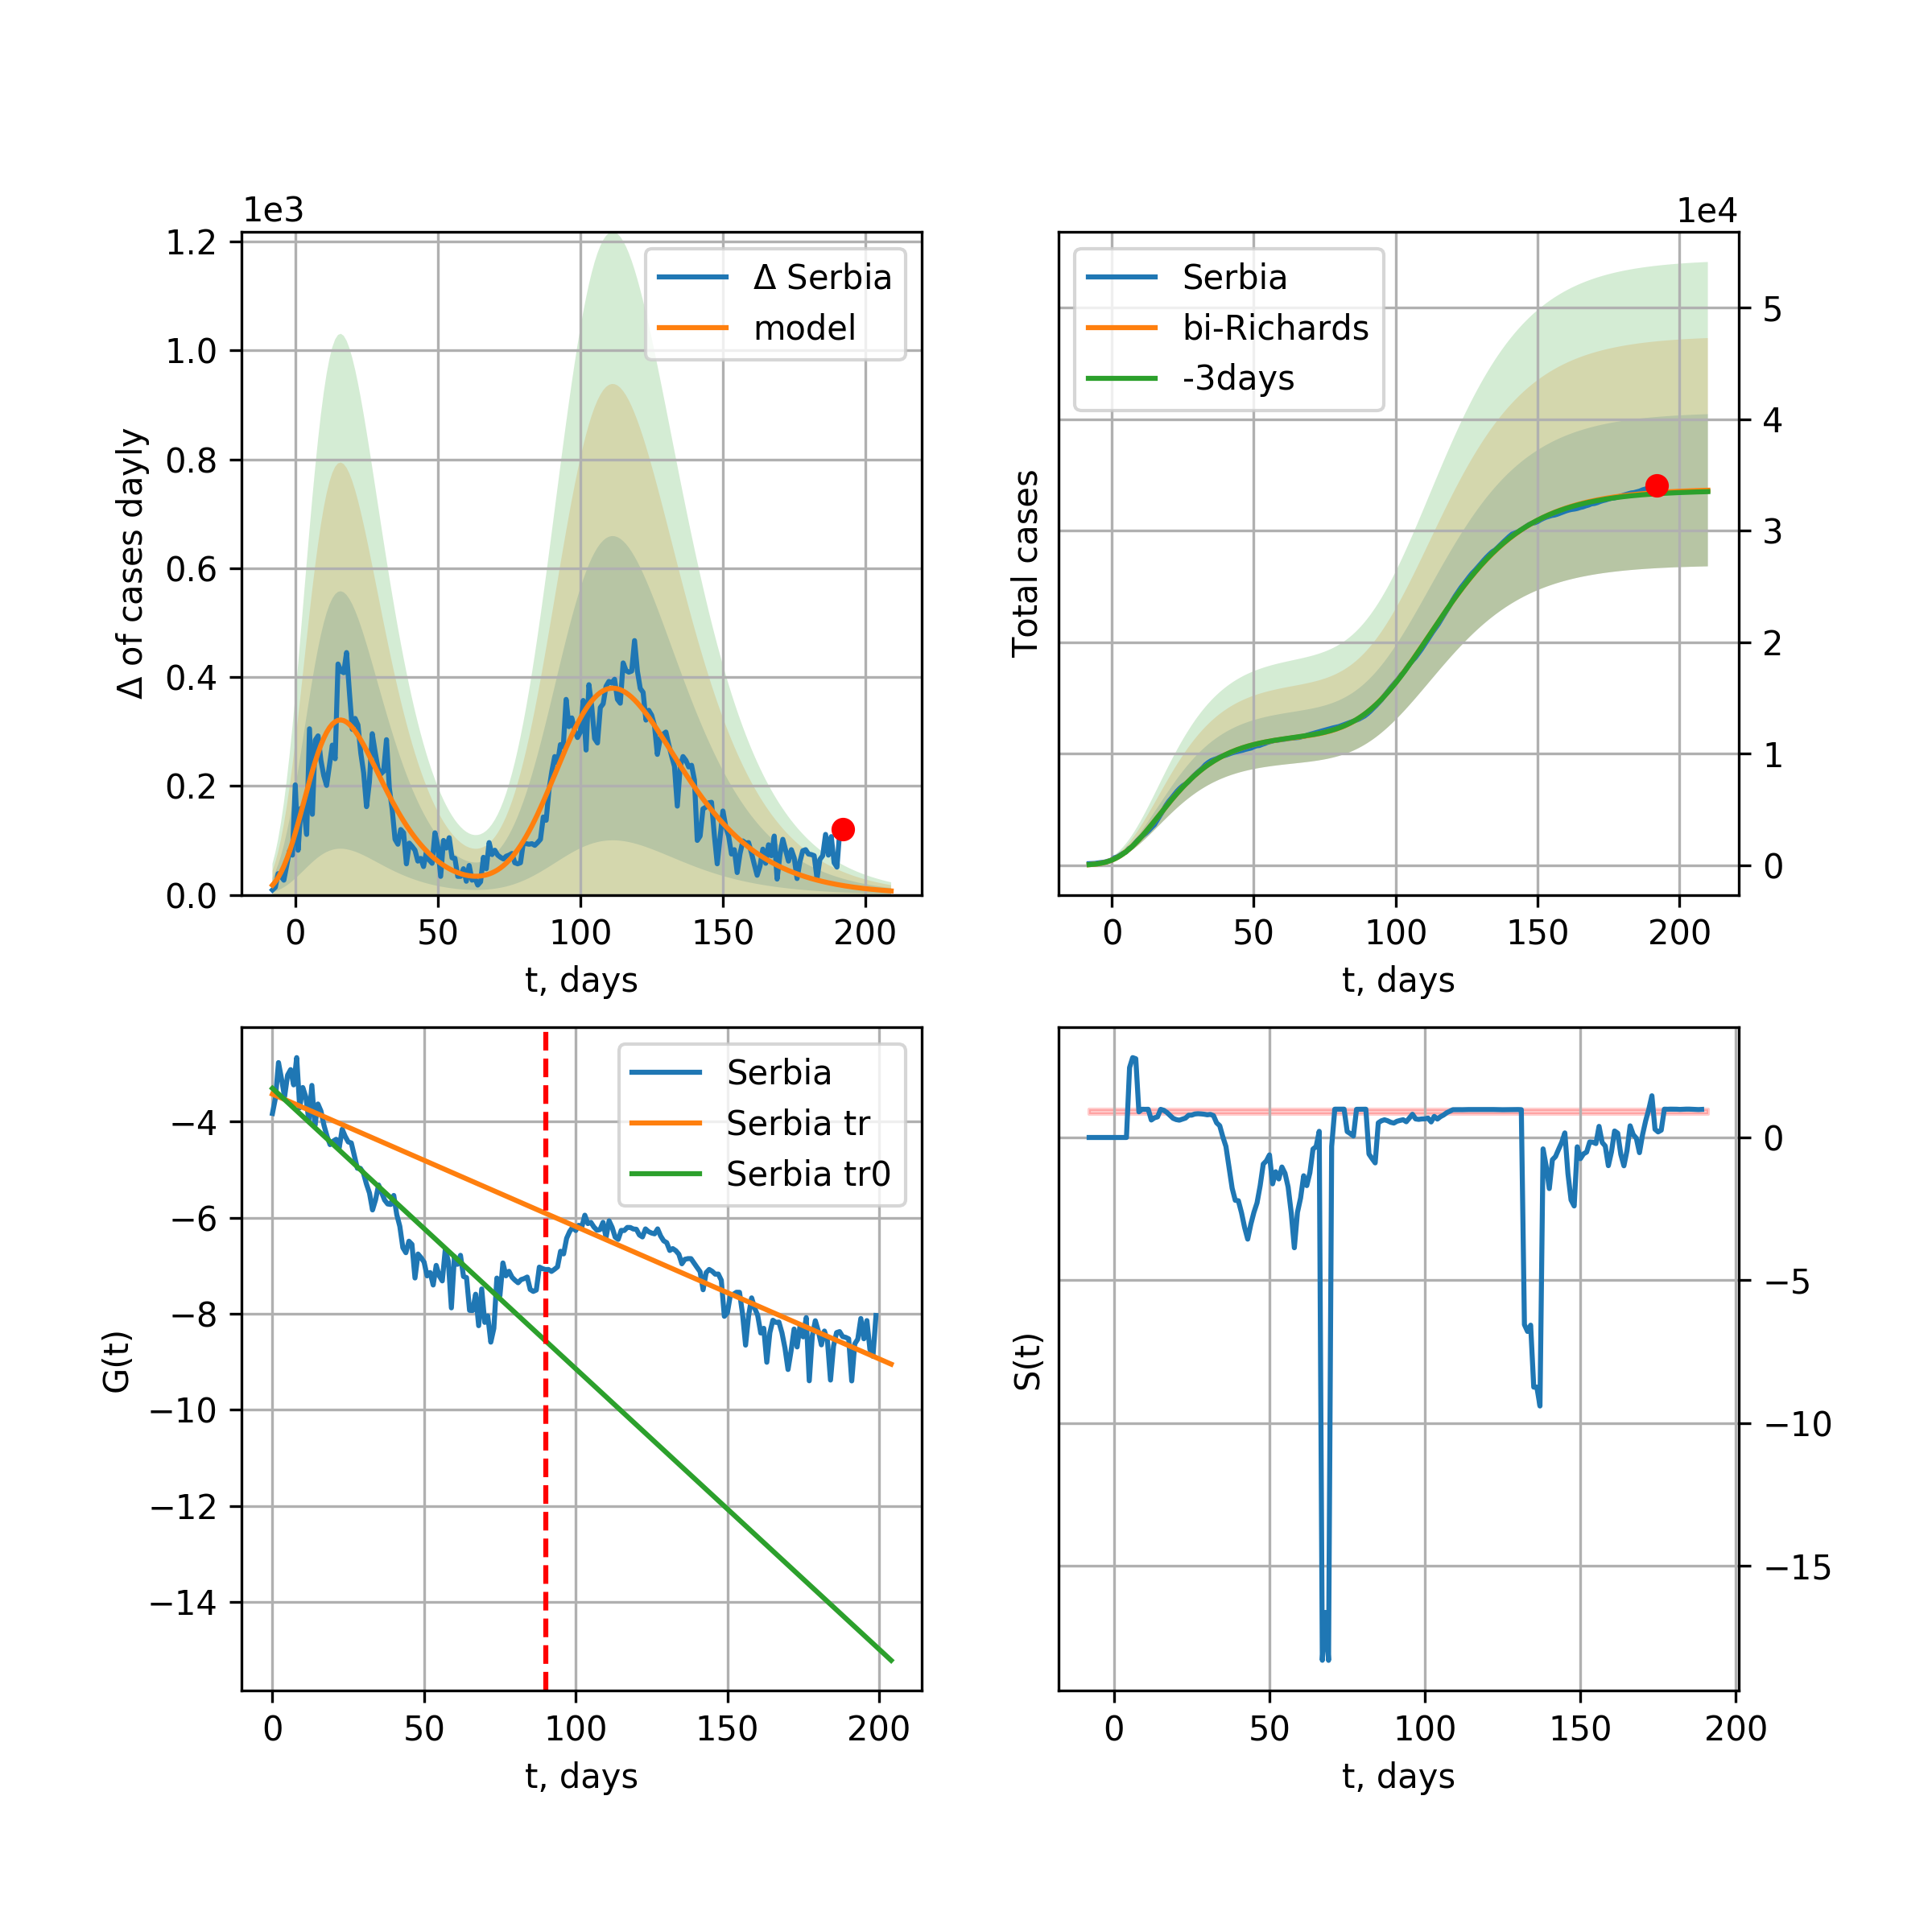 1e3
1.2
1.0
0.8
0.6
0.4
0.2
0.0
Δ of cases dayly
Δ Serbia
model
0 50 100 150 200
t, days
1e4
Serbia
bi-Richards
-3days
Total cases
5
4
3
2
1
0
0 50 100 150 200
t, days
−4
−6
−8
−10
−12
−14
G(t)
Serbia
Serbia tr
Serbia tr0
0 50 100 150 200
t, days
S(t)
0
−5
−10
−15
0 50 100 150 200
t, days